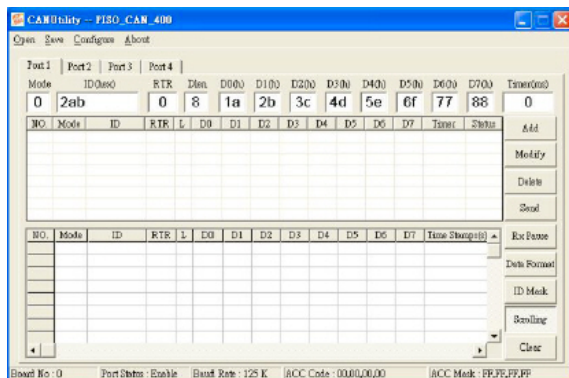 CANUtility -- PISO_CAN_400
Open Save Configure About
Port 1 Port 2 Port 3 Port 4
Mode ID(hex) RTR Dlen D0(h) D1(h) D2(h) D3(h) D4(h) D5(h) D6(h) D7(h) Timer(ms)
0 2ab 0 8 1a 2b 3c 4d 5e 6f 77 88 0
NO. Mode ID RTR L D0 D1 D2 D3 D4 D5 D6 D7 Timer Status
Add
Modify
Delete
Send
NO. Mode ID RTR L D0 D1 D2 D3 D4 D5 D6 D7 Time Stamps(s)
Rx Pause
Data Format
ID Mask
Scrolling
Clear
Board No : 0 Port Status : Enable Baud Rate : 125 K ACC Code : 00,00,00,00 ACC Mask : FF,FF,FF,FF